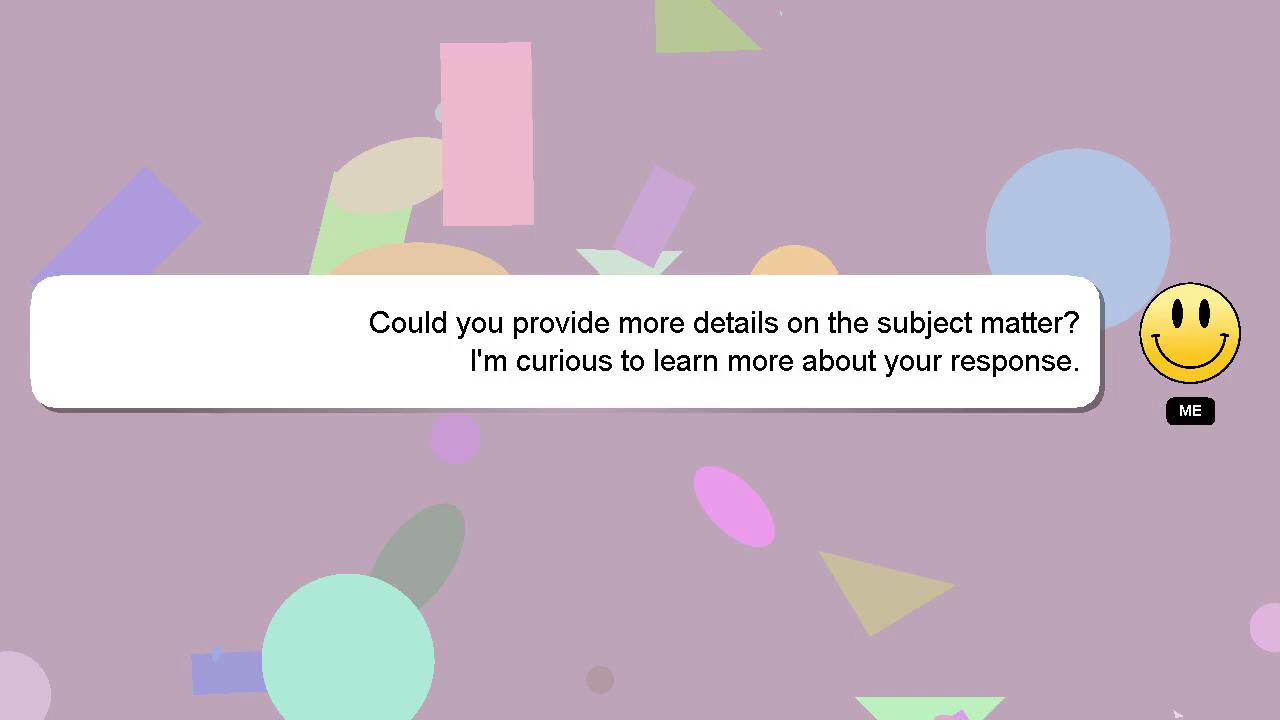 Could you provide more details on the subject matter?
I'm curious to learn more about your response.
ME